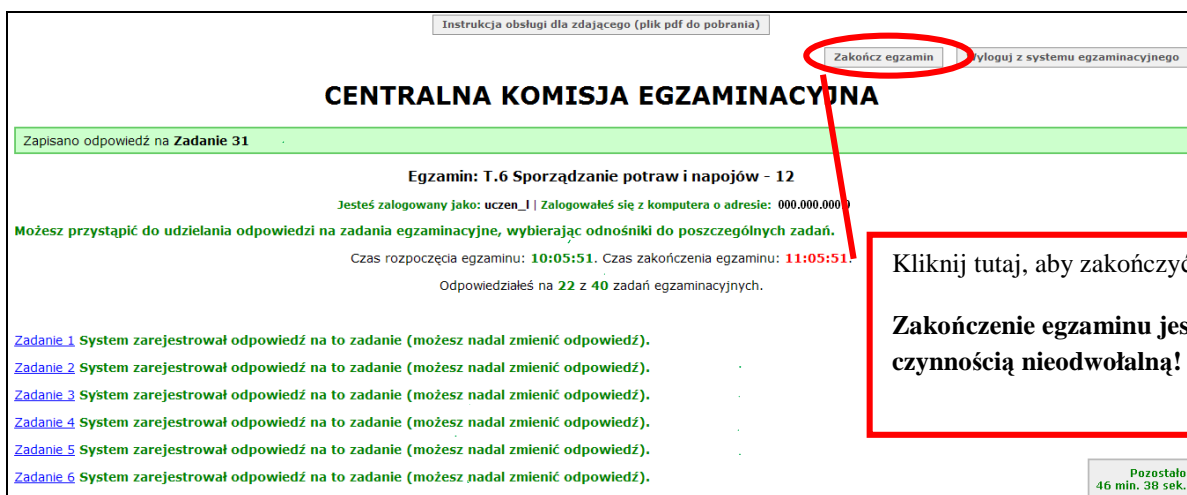 Instrukcja obsługi dla zdającego (plik pdf do pobrania)
Zakończ egzamin
Wyloguj z systemu egzaminacyjnego
CENTRALNA KOMISJA EGZAMINACYJNA
Zapisano odpowiedź na Zadanie 31
Egzamin: T.6 Sporządzanie potraw i napojów - 12
Jesteś zalogowany jako: uczen_l | Zalogowałeś się z komputera o adresie: 000.000.000.0
Możesz przystąpić do udzielania odpowiedzi na zadania egzaminacyjne, wybierając odnośniki do poszczególnych zadań.
Czas rozpoczęcia egzaminu: 10:05:51. Czas zakończenia egzaminu: 11:05:51.
Odpowiedziałeś na 22 z 40 zadań egzaminacyjnych.
Kliknij tutaj, aby zakończyć
Zakończenie egzaminu jes
czynnością nieodwołalną!
Zadanie 1 System zarejestrował odpowiedź na to zadanie (możesz nadal zmienić odpowiedź).
Zadanie 2 System zarejestrował odpowiedź na to zadanie (możesz nadal zmienić odpowiedź).
Zadanie 3 System zarejestrował odpowiedź na to zadanie (możesz nadal zmienić odpowiedź).
Zadanie 4 System zarejestrował odpowiedź na to zadanie (możesz nadal zmienić odpowiedź).
Zadanie 5 System zarejestrował odpowiedź na to zadanie (możesz nadal zmienić odpowiedź).
Zadanie 6 System zarejestrował odpowiedź na to zadanie (możesz nadal zmienić odpowiedź).
Pozostało
46 min. 38 sek.